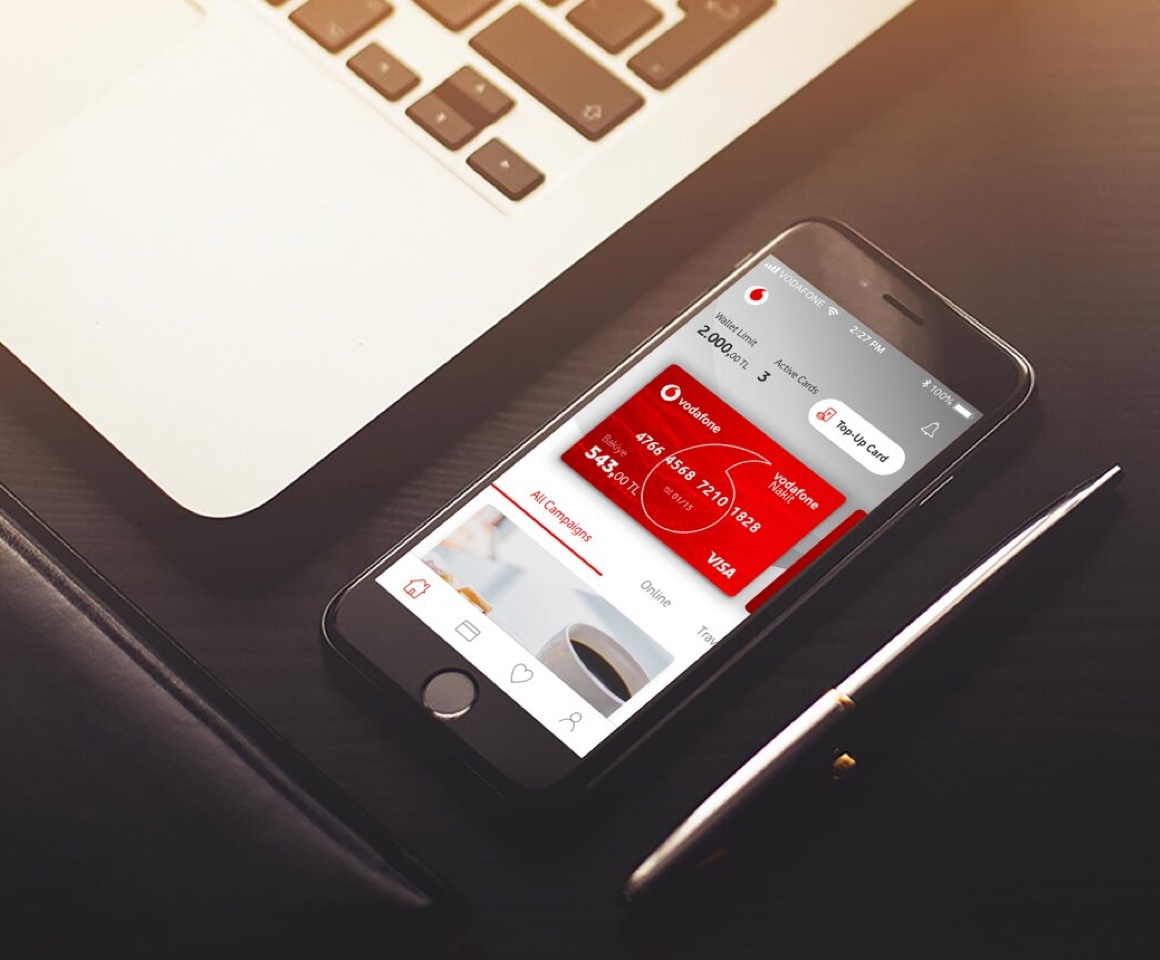 VODAFONE
2:27 PM
100%
Wallet Limit
2.000,00 TL
Active Cards
3
Top-Up Card
vodafone
4766 4568 7210 1828
Bakiye
543,00 TL
01/15
vodafone
Nakit
VISA
All Campaigns
Online
Trav